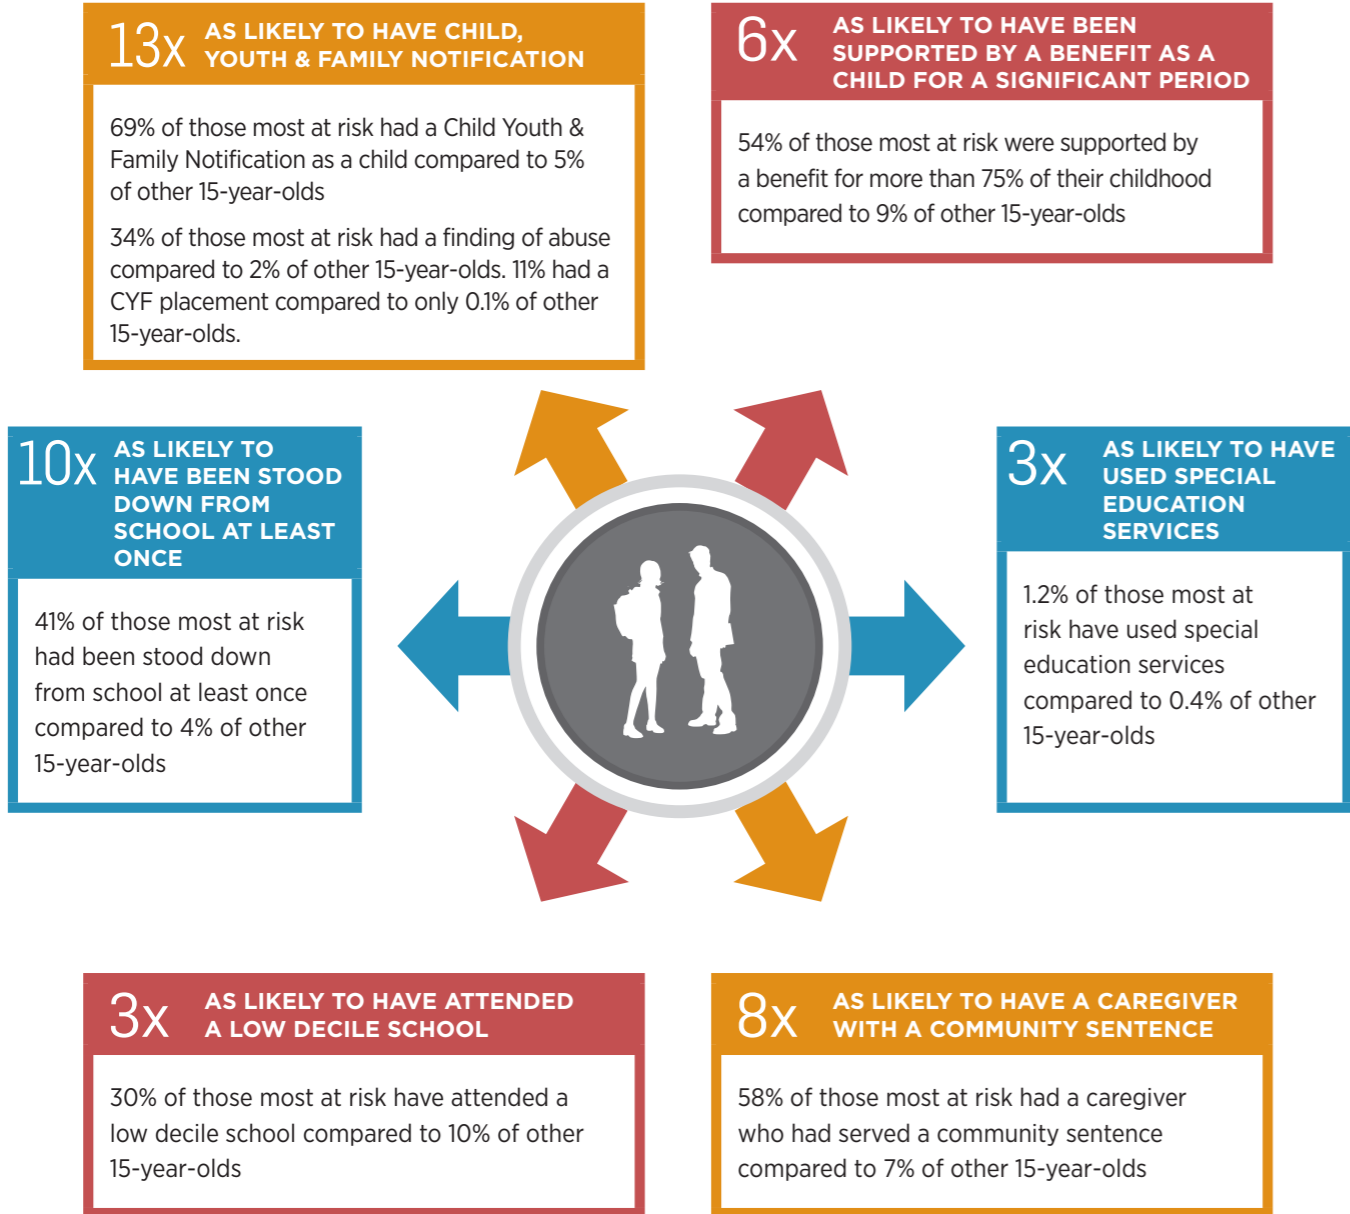 13x AS LIKELY TO HAVE CHILD,
YOUTH & FAMILY NOTIFICATION
69% of those most at risk had a Child Youth &
Family Notification as a child compared to 5%
of other 15-year-olds
34% of those most at risk had a finding of abuse
compared to 2% of other 15-year-olds. 11% had a
CYF placement compared to only 0.1% of other
15-year-olds.
6x AS LIKELY TO HAVE BEEN
SUPPORTED BY A BENEFIT AS A
CHILD FOR A SIGNIFICANT PERIOD
54% of those most at risk were supported by
a benefit for more than 75% of their childhood
compared to 9% of other 15-year-olds
10x AS LIKELY TO
HAVE BEEN STOOD
DOWN FROM
SCHOOL AT LEAST
ONCE
41% of those most at risk
had been stood down
from school at least once
compared to 4% of other
15-year-olds
3x AS LIKELY TO HAVE
USED SPECIAL
EDUCATION
SERVICES
1.2% of those most at
risk have used special
education services
compared to 0.4% of other
15-year-olds
3x AS LIKELY TO HAVE ATTENDED
A LOW DECILE SCHOOL
30% of those most at risk have attended a
low decile school compared to 10% of other
15-year-olds
8x AS LIKELY TO HAVE A CAREGIVER
WITH A COMMUNITY SENTENCE
58% of those most at risk had a caregiver
who had served a community sentence
compared to 7% of other 15-year-olds